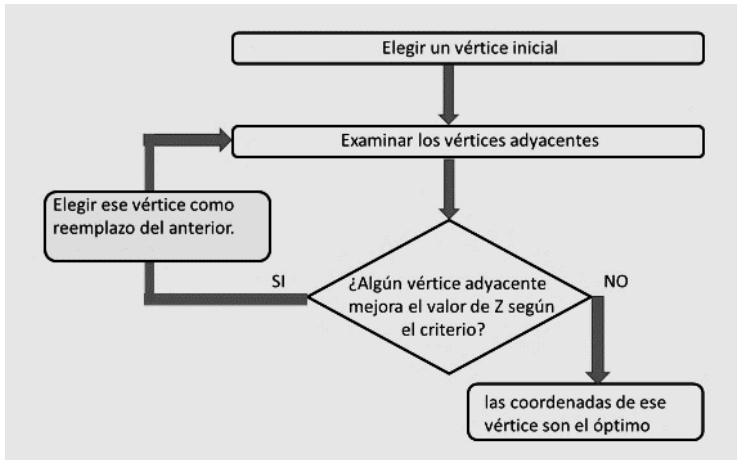 Elegir un vértice inicial
Examinar los vértices adyacentes
Elegir ese vértice como
reemplazo del anterior.
SI
¿Algún vértice adyacente
mejora el valor de Z según
el criterio?
NO
las coordenadas de ese
vértice son el óptimo